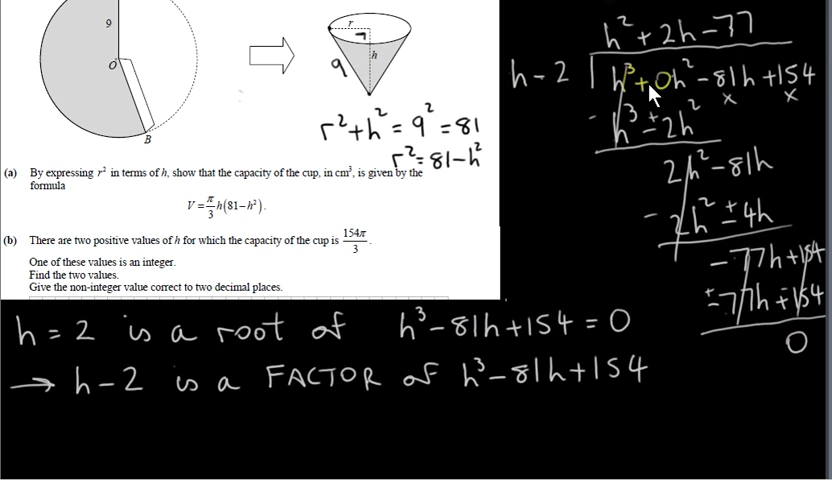 9
O
B
r
h
9
r² + h² = 9² = 81
r² = 81 - h²
(a) By expressing r² in terms of h, show that the capacity of the cup, in cm³, is given by the
formula
V = π/3 h(81 − h²).
(b) There are two positive values of h for which the capacity of the cup is 154π/3.
One of these values is an integer.
Find the two values.
Give the non-integer value correct to two decimal places.
h² + 2h - 77
h - 2 h³ + 0h² - 81h + 154
x x
- h³ ∓ 2h²
2h² - 81h
- 2h² ± 4h
- 77h + 154
± - 77h ∓ 154
0
h = 2 is a root of h³ - 81h + 154 = 0
→ h - 2 is a FACTOR of h³ - 81h + 154